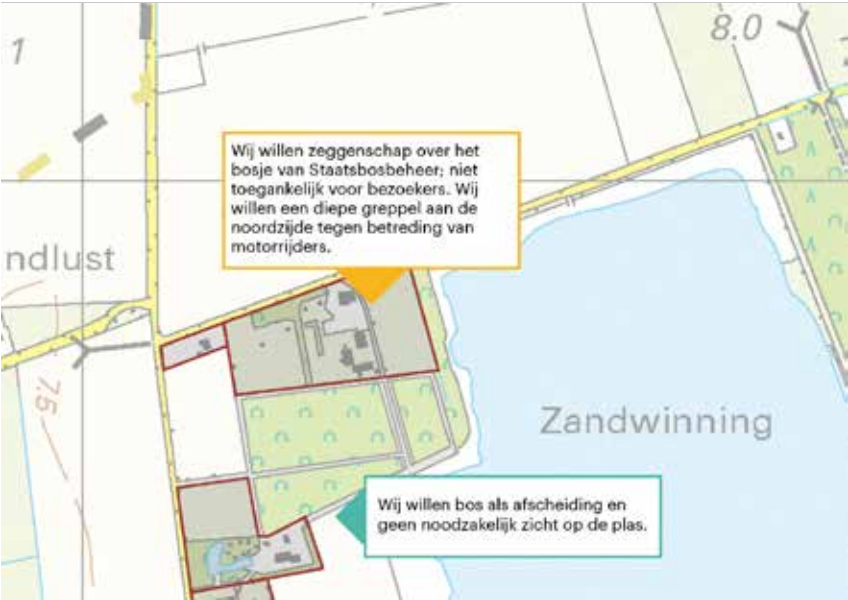 1
8.0
Wij willen zeggenschap over het
bosje van Staatsbosbeheer; niet
toegankelijk voor bezoekers. Wij
willen een diepe greppel aan de
noordzijde tegen betreding van
motorrijders.
ndlust
7.5
Zandwinning
Wij willen bos als afscheiding en
geen noodzakelijk zicht op de plas.